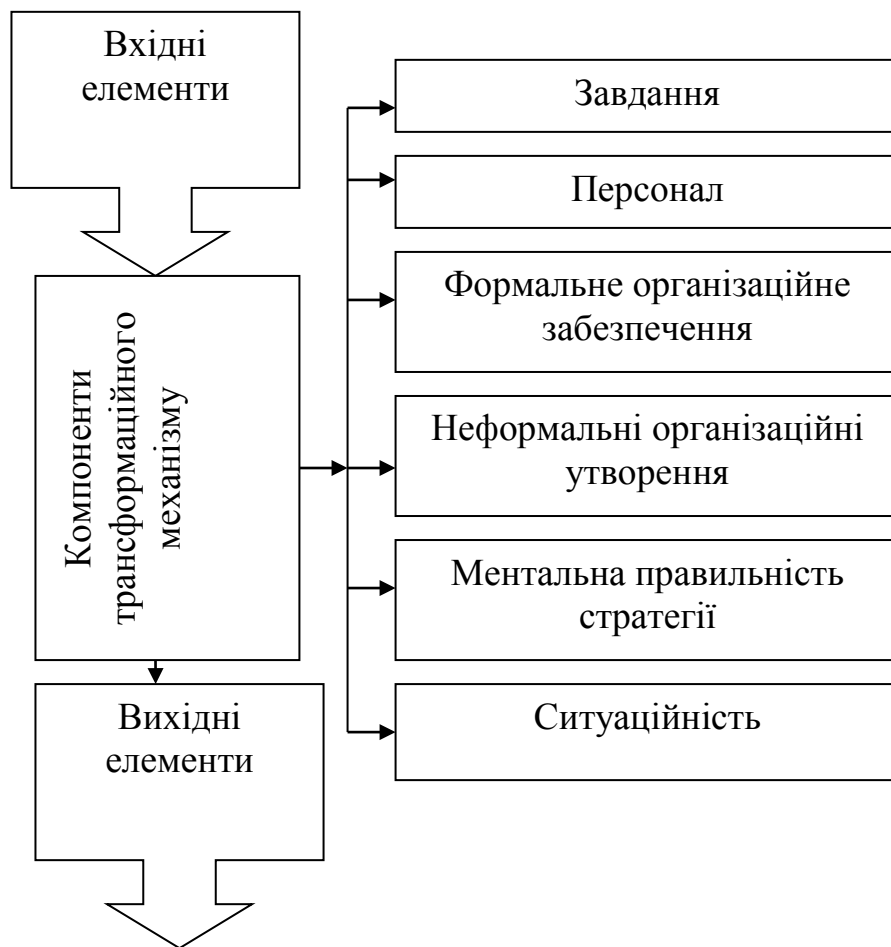 Вхідні
елементи
Компоненти
трансформаційного
механізму
Вихідні
елементи
Завдання
Персонал
Формальне організаційне
забезпечення
Неформальні організаційні
утворення
Ментальна правильність
стратегії
Ситуаційність